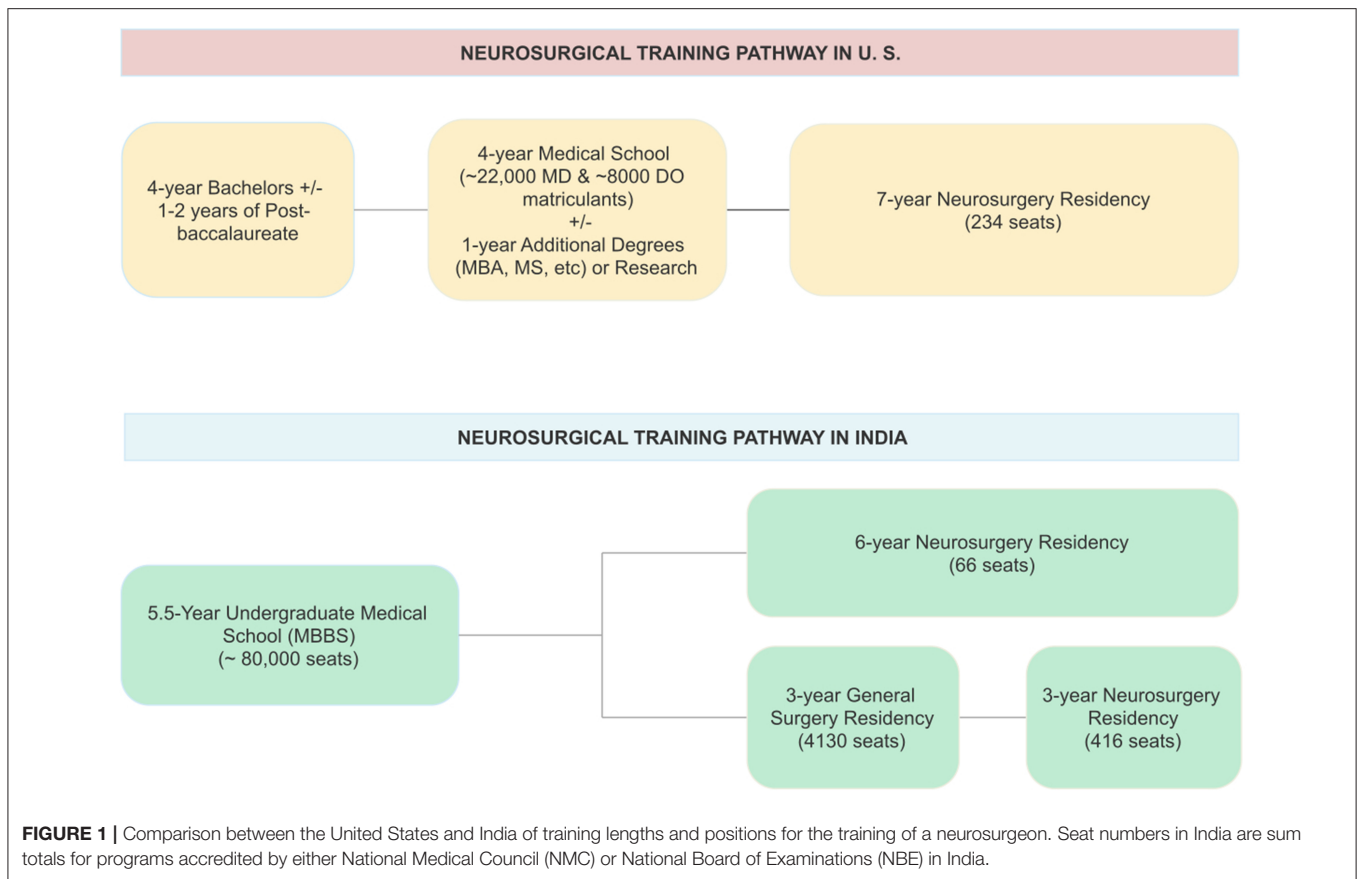 NEUROSURGICAL TRAINING PATHWAY IN U. S.
4-year Bachelors +/-
1-2 years of Post-
baccalaureate
4-year Medical School
(~22,000 MD & ~8000 DO
matriculants)
+/-
1-year Additional Degrees
(MBA, MS, etc) or Research
7-year Neurosurgery Residency
(234 seats)
NEUROSURGICAL TRAINING PATHWAY IN INDIA
5.5-Year Undergraduate Medical
School (MBBS)
(~ 80,000 seats)
6-year Neurosurgery Residency
(66 seats)
3-year General
Surgery Residency
(4130 seats)
3-year Neurosurgery
Residency
(416 seats)
FIGURE 1 | Comparison between the United States and India of training lengths and positions for the training of a neurosurgeon. Seat numbers in India are sum
totals for programs accredited by either National Medical Council (NMC) or National Board of Examinations (NBE) in India.